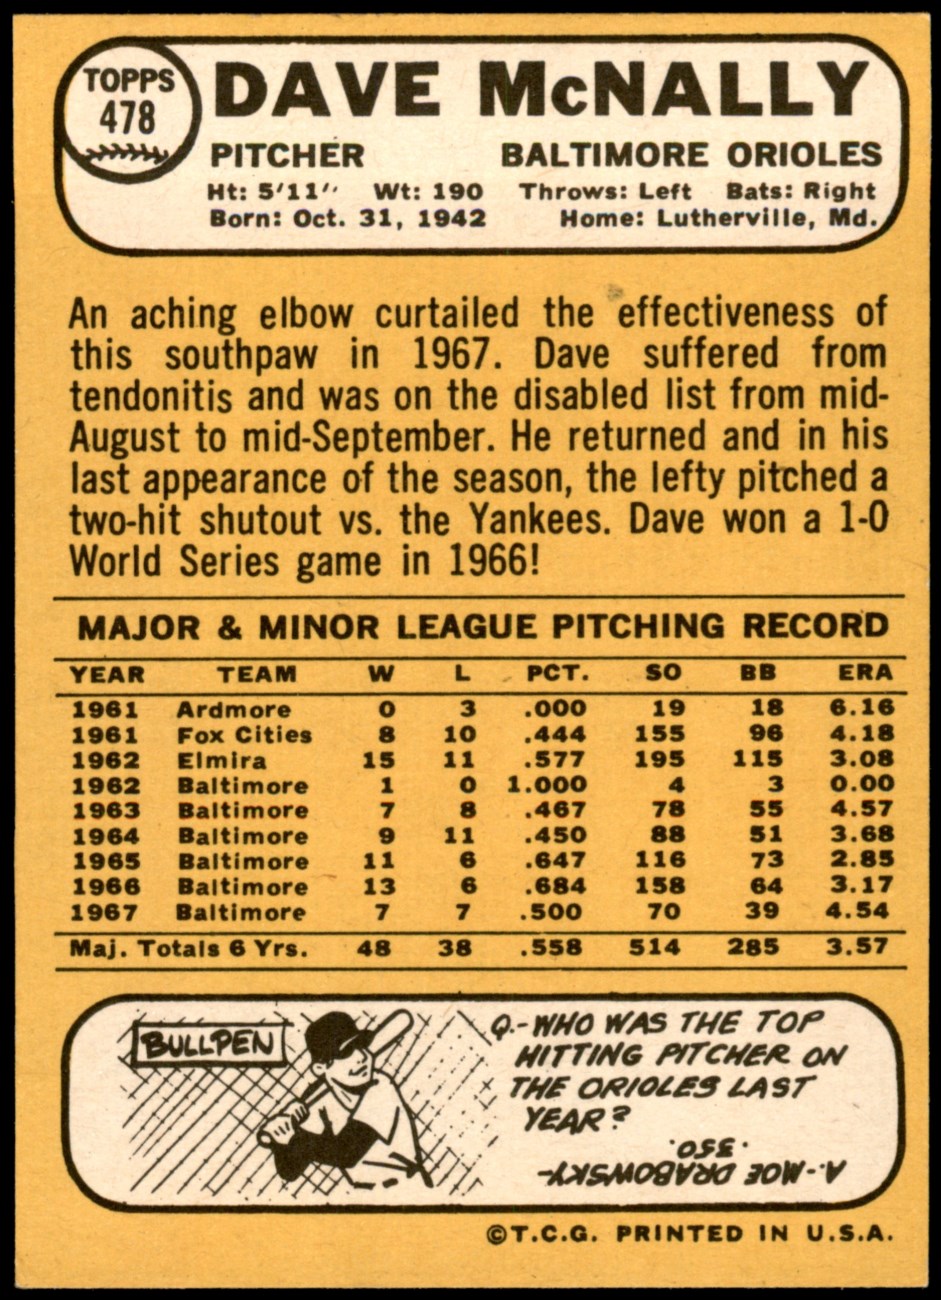 TOPPS
478
DAVE McNALLY
PITCHER BALTIMORE ORIOLES
Ht: 5'11" Wt: 190 Throws: Left Bats: Right
Born: Oct. 31, 1942 Home: Lutherville, Md.
An aching elbow curtailed the effectiveness of
this southpaw in 1967. Dave suffered from
tendonitis and was on the disabled list from mid-
August to mid-September. He returned and in his
last appearance of the season, the lefty pitched a
two-hit shutout vs. the Yankees. Dave won a 1-0
World Series game in 1966!
MAJOR & MINOR LEAGUE PITCHING RECORD
YEAR TEAM W L PCT. SO BB ERA
1961 Ardmore 0 3 .000 19 18 6.16
1961 Fox Cities 8 10 .444 155 96 4.18
1962 Elmira 15 11 .577 195 115 3.08
1962 Baltimore 1 0 1.000 4 3 0.00
1963 Baltimore 7 8 .467 78 55 4.57
1964 Baltimore 9 11 .450 88 51 3.68
1965 Baltimore 11 6 .647 116 73 2.85
1966 Baltimore 13 6 .684 158 64 3.17
1967 Baltimore 7 7 .500 70 39 4.54
Maj. Totals 6 Yrs. 48 38 .558 514 285 3.57
BULLPEN
Q.-WHO WAS THE TOP
HITTING PITCHER ON
THE ORIOLES LAST
YEAR?
A.-MOE DRABOWSKY-
.350.
©T.C.G. PRINTED IN U.S.A.